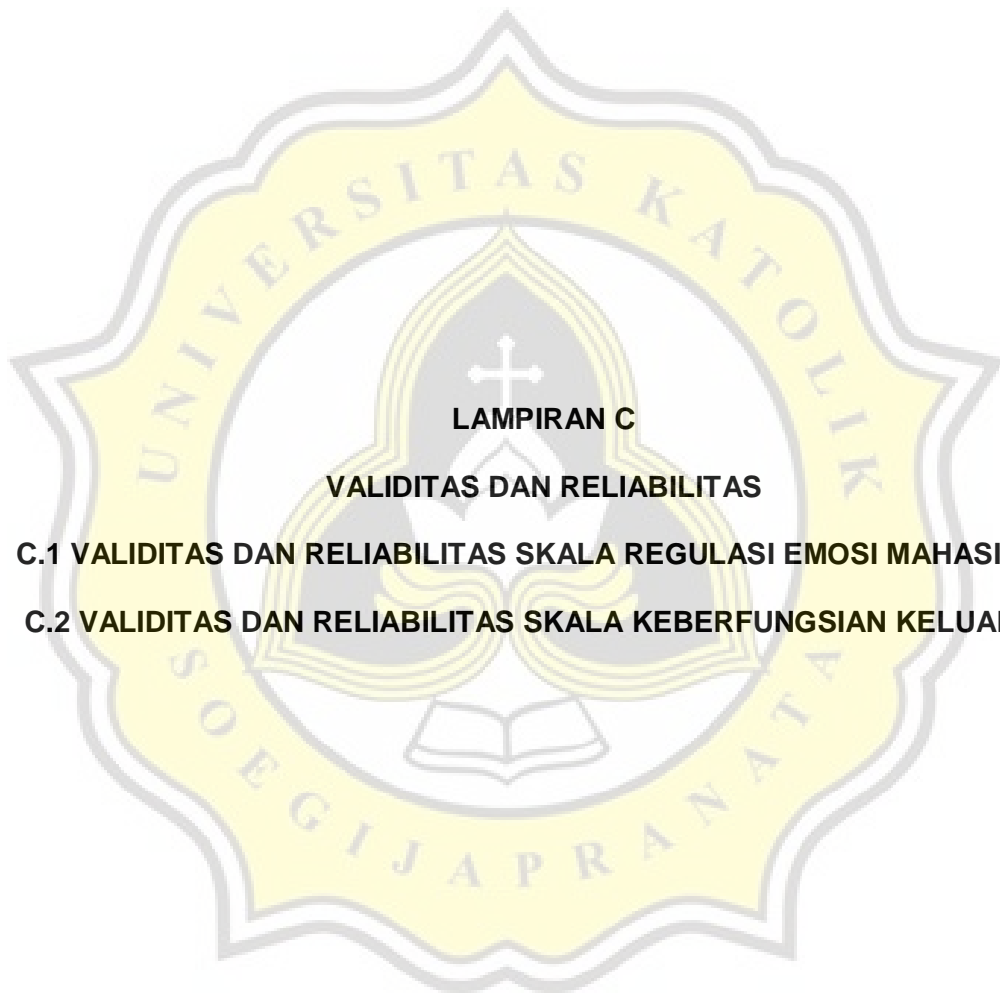 UNIVERSITAS KATOLIK
LAMPIRAN C
VALIDITAS DAN RELIABILITAS
C.1 VALIDITAS DAN RELIABILITAS SKALA REGULASI EMOSI MAHASI
C.2 VALIDITAS DAN RELIABILITAS SKALA KEBERFUNGSIAN KELUA
SOEGIJAPRANATA